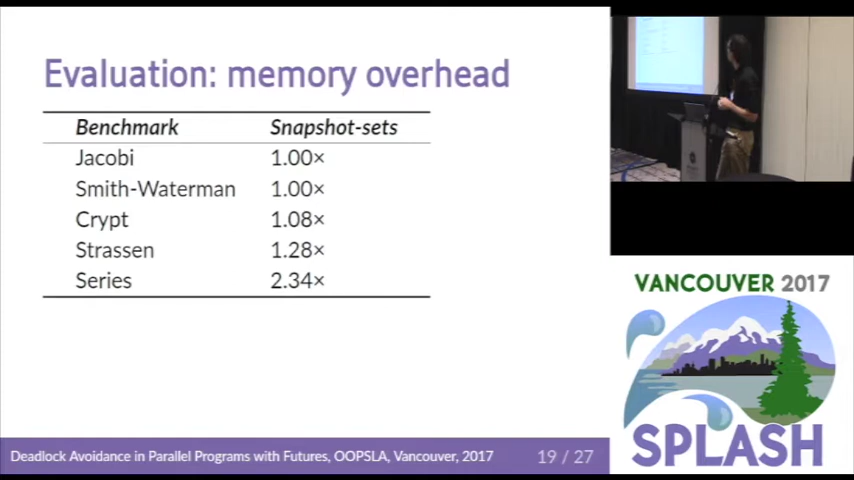 Evaluation: memory overhead
Benchmark Snapshot-sets
Jacobi 1.00×
Smith-Waterman 1.00×
Crypt 1.08×
Strassen 1.28×
Series 2.34×
Deadlock Avoidance in Parallel Programs with Futures, OOPSLA, Vancouver, 2017 19 / 27
VANCOUVER 2017
SPLASH